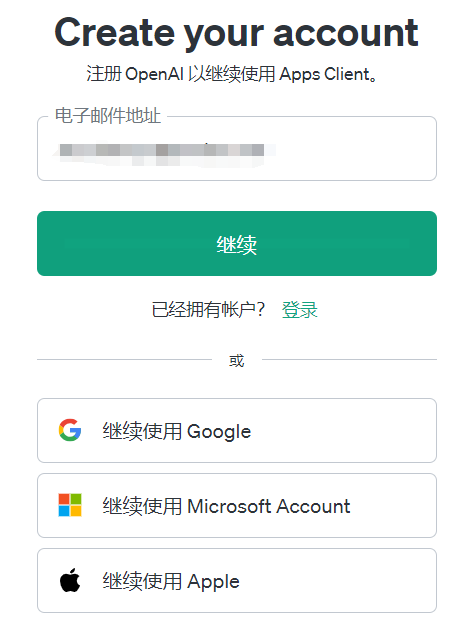 Create your account
注册 OpenAI 以继续使用 Apps Client。
电子邮件地址
继续
已经拥有帐户? 登录
或
继续使用 Google
继续使用 Microsoft Account
继续使用 Apple